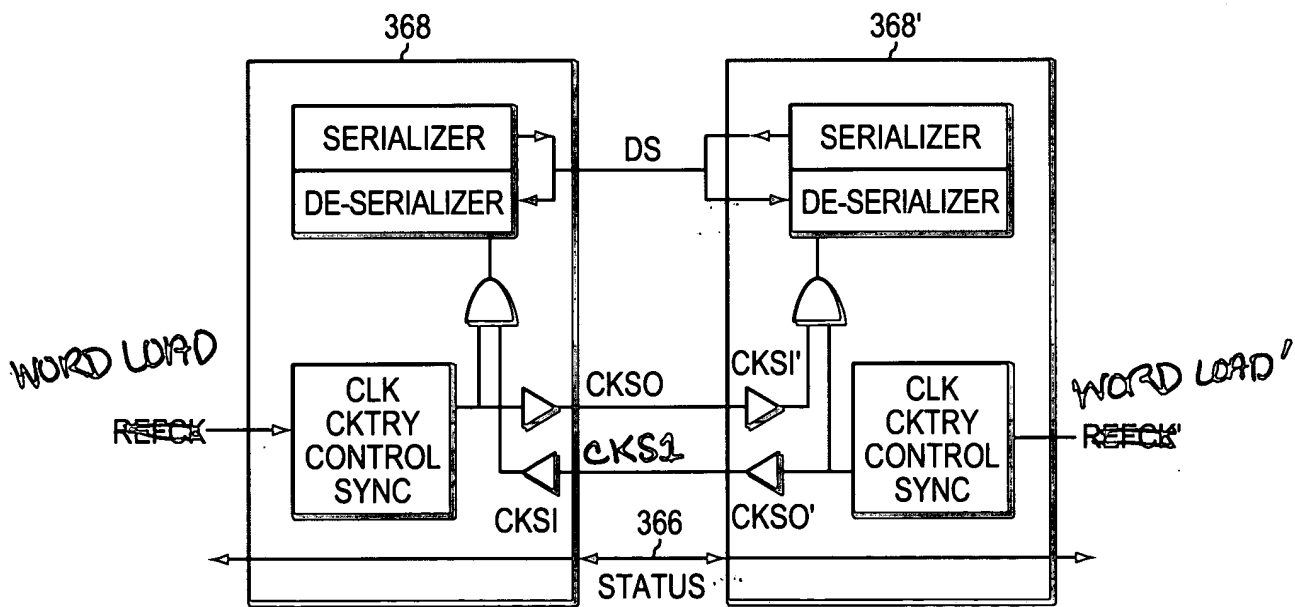 368
368'
SERIALIZER
DE-SERIALIZER
DS
SERIALIZER
DE-SERIALIZER
WORD LOAD
REFCK
CLK
CKTRY
CONTROL
SYNC
CKSO
CKSI'
CKS1
CKSI
CKSO'
CLK
CKTRY
CONTROL
SYNC
WORD LOAD'
REFCK'
366
STATUS